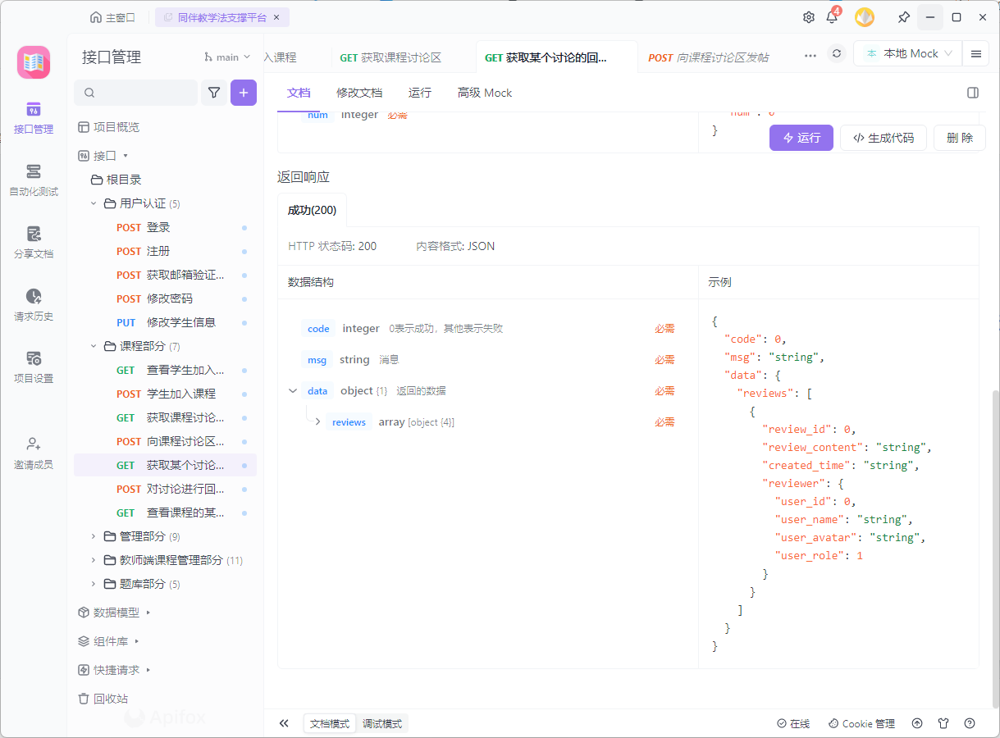 主窗口
同伴教学法支撑平台
4
接口管理
main
入课程
GET 获取课程讨论区
GET 获取某个讨论的回...
POST 向课程讨论区发帖
本地 Mock
文档
修改文档
运行
高级 Mock
接口管理
自动化测试
分享文档
请求历史
项目设置
邀请成员
项目概览
接口
根目录
用户认证 (5)
POST 登录
POST 注册
POST 获取邮箱验证...
POST 修改密码
PUT 修改学生信息
课程部分 (7)
GET 查看学生加入...
POST 学生加入课程
GET 获取课程讨论...
POST 向课程讨论区...
GET 获取某个讨论...
POST 对讨论进行回...
GET 查看课程的某...
管理部分 (9)
教师端课程管理部分 (11)
题库部分 (5)
数据模型
组件库
快捷请求
回收站
Apifox
num integer 必需
"num": 0
}
运行
生成代码
删 除
返回响应
成功(200)
HTTP 状态码: 200
内容格式: JSON
数据结构
示例
code integer 0表示成功，其他表示失败 必需
msg string 消息 必需
data object {1} 返回的数据 必需
reviews array [object {4}] 必需
{
"code": 0,
"msg": "string",
"data": {
"reviews": [
{
"review_id": 0,
"review_content": "string",
"created_time": "string",
"reviewer": {
"user_id": 0,
"user_name": "string",
"user_avatar": "string",
"user_role": 1
}
}
]
}
}
文档模式
调试模式
在线
Cookie 管理